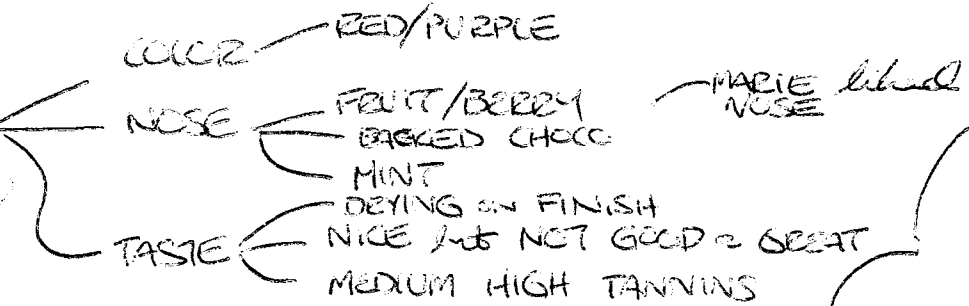 RED/PURPLE
COLOR
FRUIT/BERRY
MARIE liked
NOSE
NOSE
BAKED CHOCO
MINT
DRYING on FINISH
NICE but NOT GOOD or GREAT
TASTE
MEDIUM HIGH TANNINS